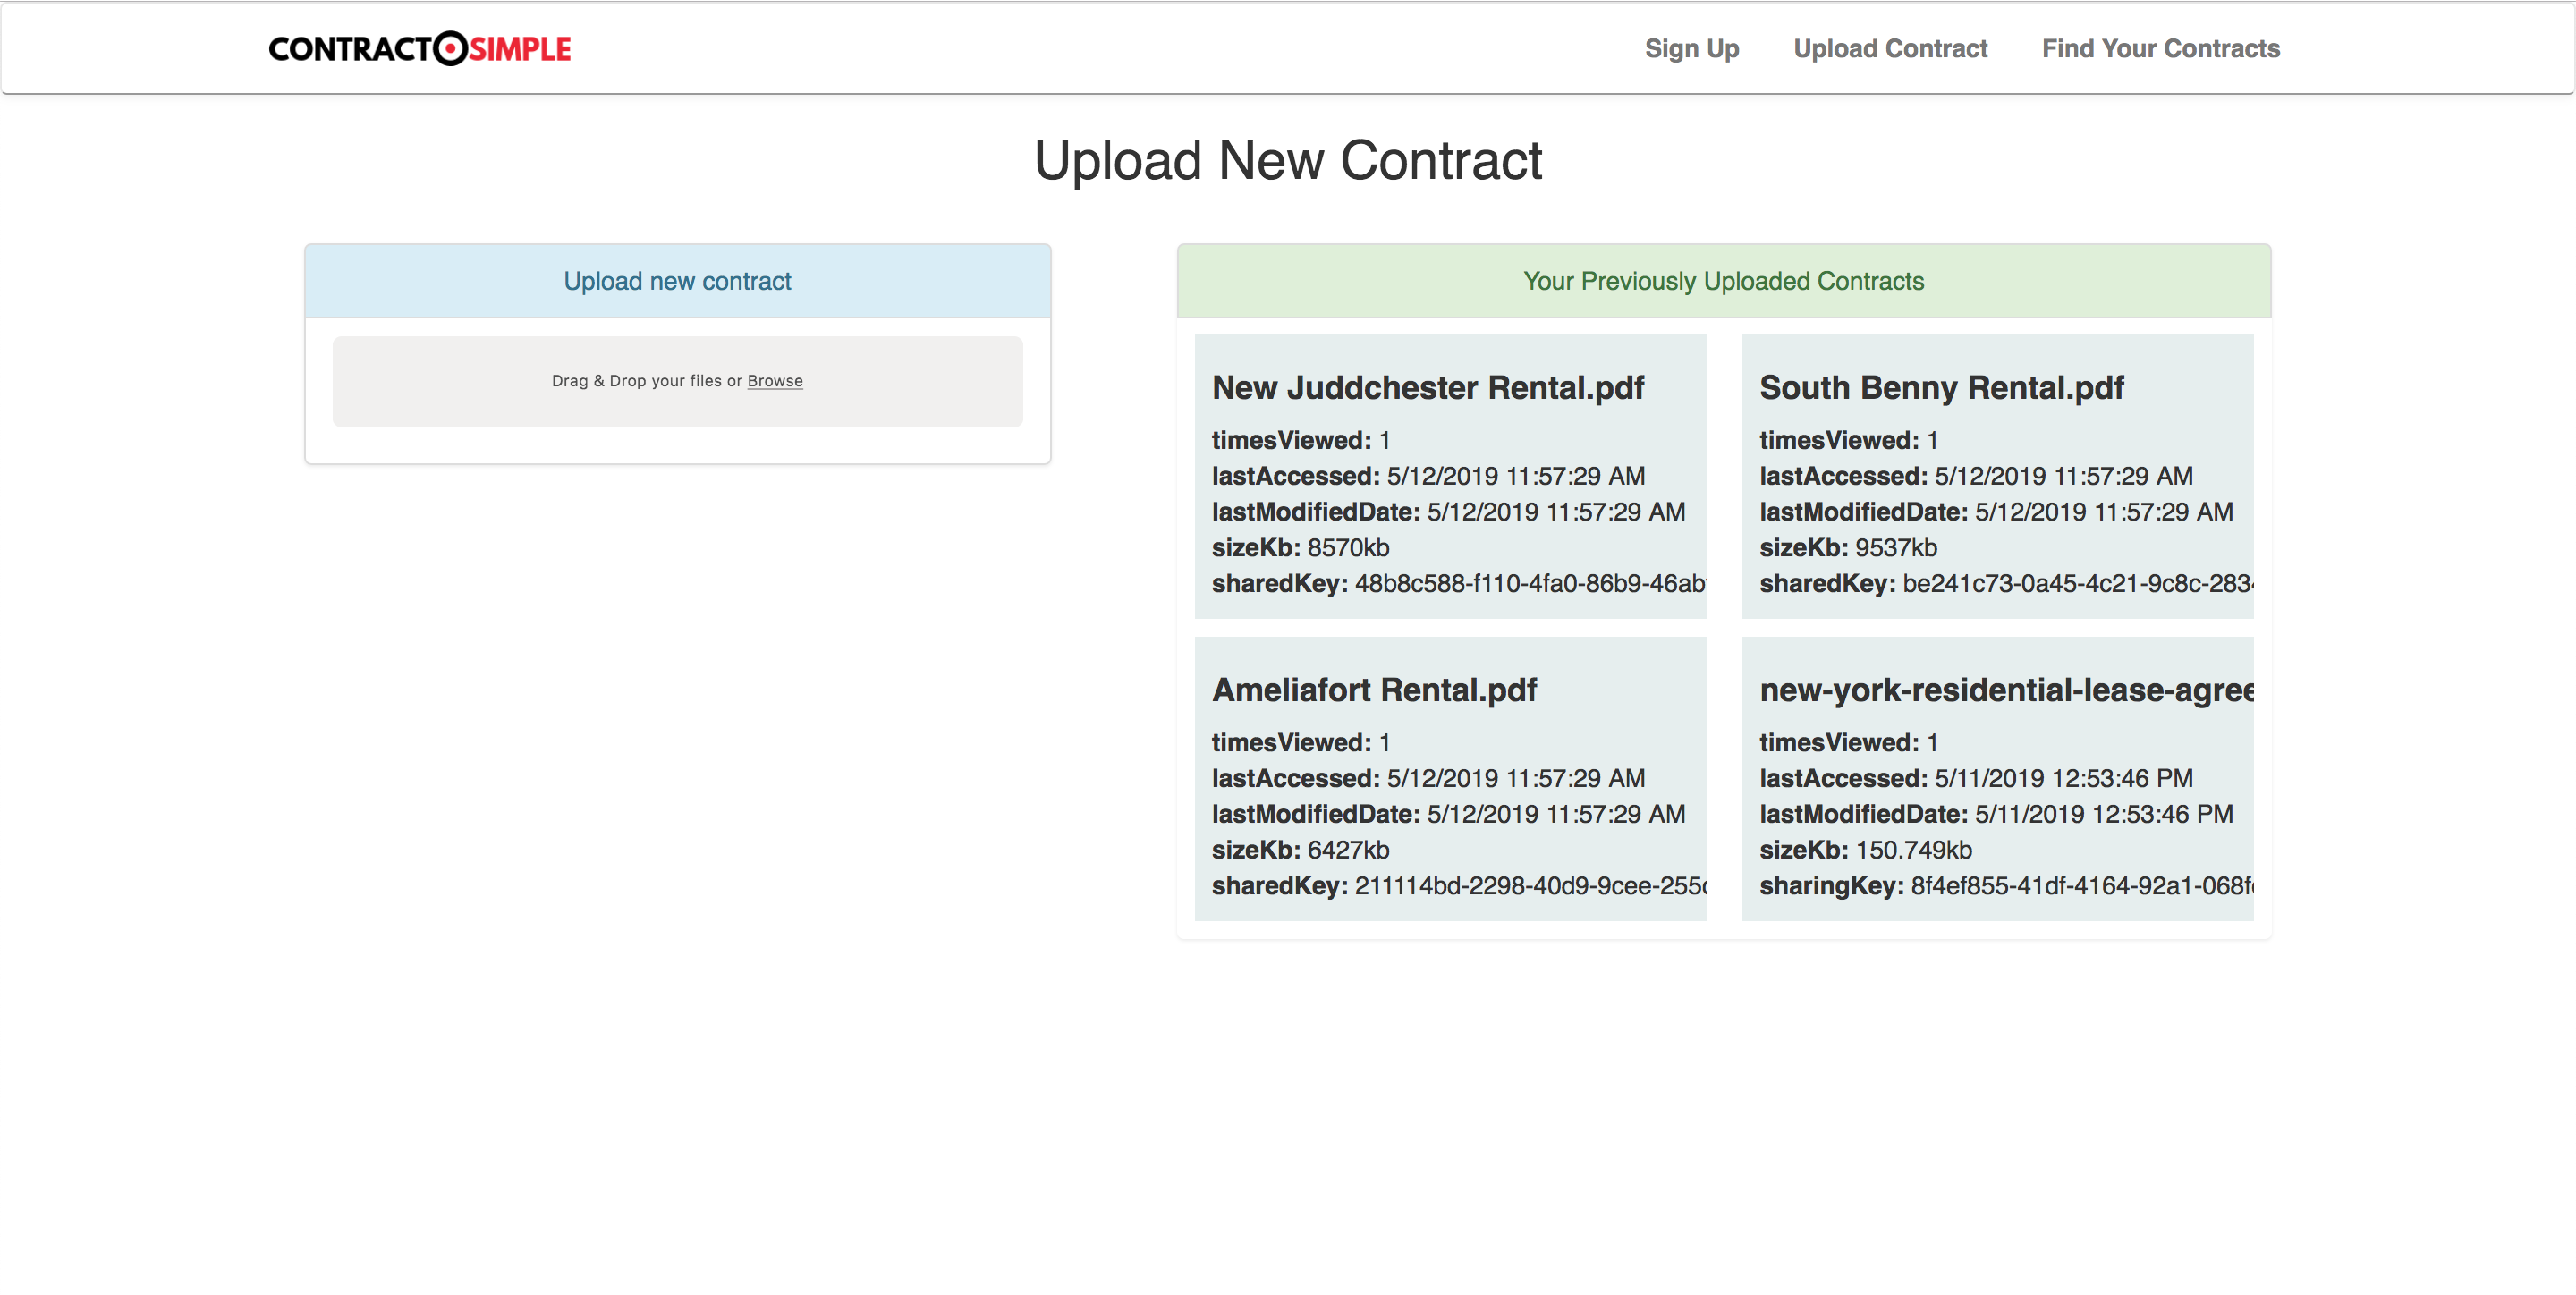 CONTRACTOSIMPLE
Sign Up
Upload Contract
Find Your Contracts
Upload New Contract
Upload new contract
Drag & Drop your files or Browse
Your Previously Uploaded Contracts
New Juddchester Rental.pdf
timesViewed: 1
lastAccessed: 5/12/2019 11:57:29 AM
lastModifiedDate: 5/12/2019 11:57:29 AM
sizeKb: 8570kb
sharedKey: 48b8c588-f110-4fa0-86b9-46ab
South Benny Rental.pdf
timesViewed: 1
lastAccessed: 5/12/2019 11:57:29 AM
lastModifiedDate: 5/12/2019 11:57:29 AM
sizeKb: 9537kb
sharedKey: be241c73-0a45-4c21-9c8c-283
Ameliafort Rental.pdf
timesViewed: 1
lastAccessed: 5/12/2019 11:57:29 AM
lastModifiedDate: 5/12/2019 11:57:29 AM
sizeKb: 6427kb
sharedKey: 211114bd-2298-40d9-9cee-255
new-york-residential-lease-agree
timesViewed: 1
lastAccessed: 5/11/2019 12:53:46 PM
lastModifiedDate: 5/11/2019 12:53:46 PM
sizeKb: 150.749kb
sharingKey: 8f4ef855-41df-4164-92a1-068f